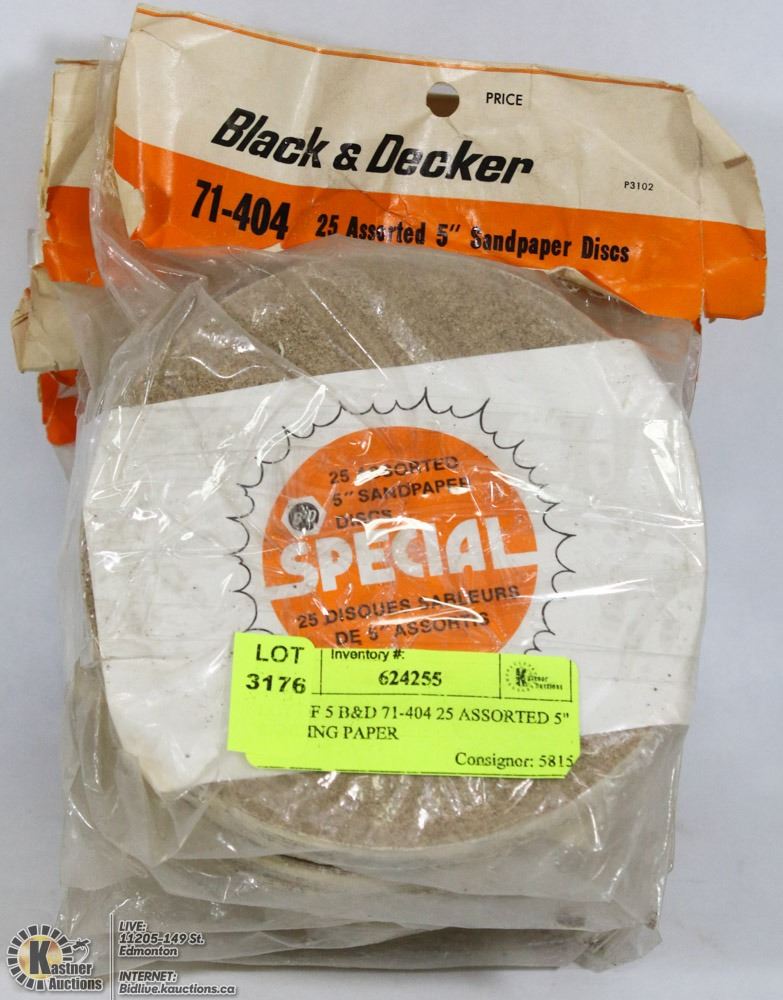 PRICE
Black & Decker
P3102
71-404 25 Assorted 5" Sandpaper Discs
25 ASSORTED
5" SANDPAPER
DISCS
B&D
SPECIAL
25 DISQUES SABLEURS
DE 5" ASSORTIS
LOT
3176
Inventory #:
624255
Kastner
Auctions
F 5 B&D 71-404 25 ASSORTED 5"
ING PAPER
Consignor: 5815
K
Kastner
Auctions
LIVE:
11205-149 St.
Edmonton
INTERNET:
Bidlive.kauctions.ca